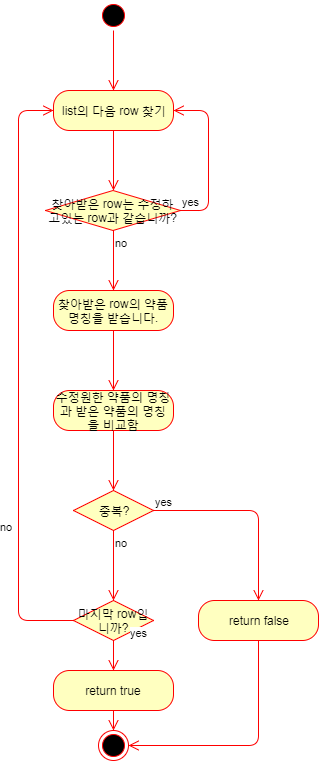 list의 다음 row 찾기
찾아받은 row는 수정하
고있는 row과 같습니까?
yes
no
찾아받은 row의 약품
명칭을 받습니다.
수정원한 약품의 명칭
과 받은 약품의 명칭
을 비교함
중복?
yes
no
no
마지막 row입
니까?
yes
return false
return true